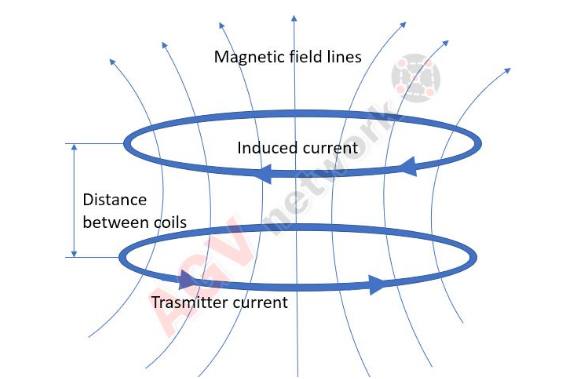 Magnetic field lines
Induced current
Distance
between coils
Trasmitter current
AGV network